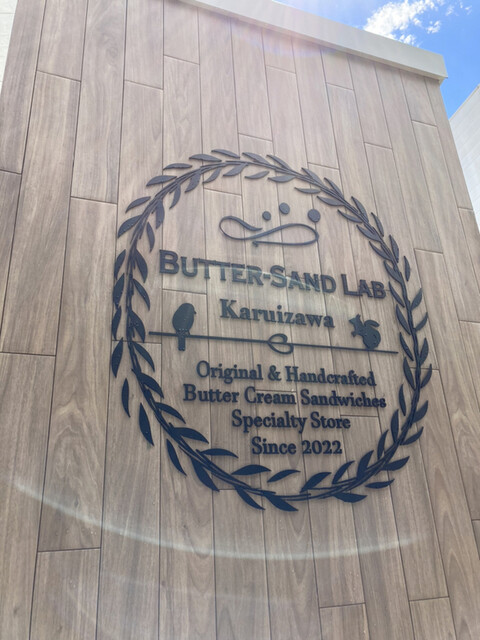 BUTTER-SAND LAB
Karuizawa
Original & Handcrafted
Butter Cream Sandwiches
Specialty Store
Since 2022